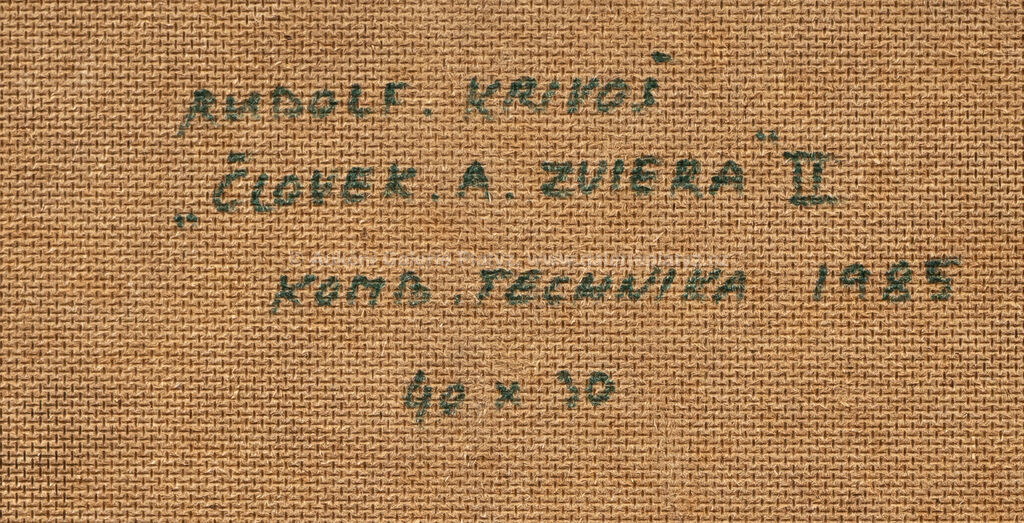 RUDOLF. KRIVOŠ
„ČLOVEK. A. ZVIERA" II
KOMB. TECHNIKA 1985
40 x 30